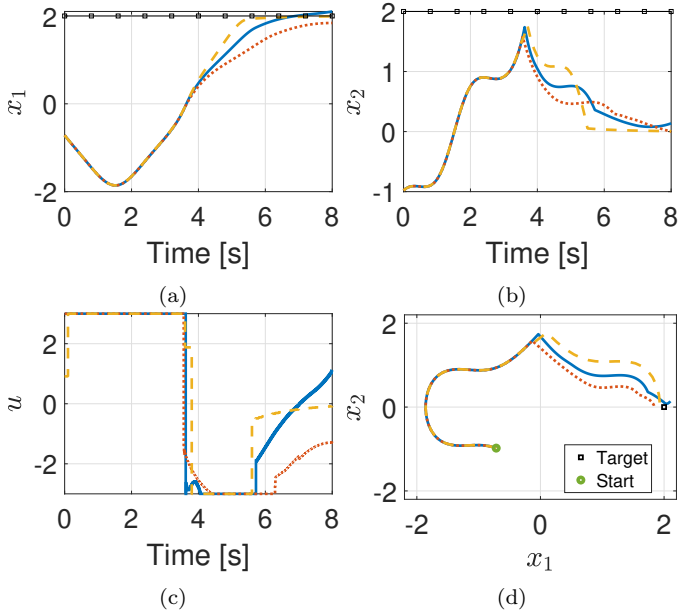 x₁
2
0
-2
0 2 4 6 8
Time [s]
(a)
x₂
2
1
0
-1
0 2 4 6 8
Time [s]
(b)
u
2
0
-2
0 2 4 6 8
Time [s]
(c)
x₂
2
0
-2
-2 0 2
x₁
Target
Start
(d)